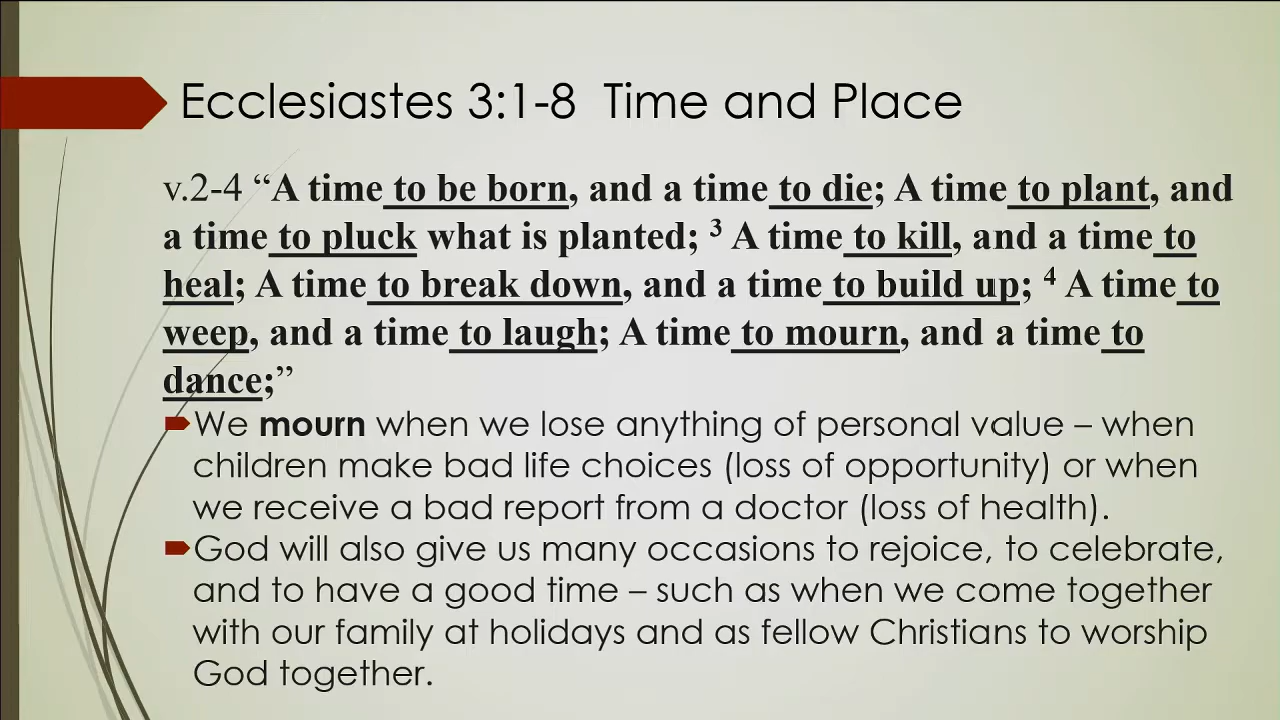 Ecclesiastes 3:1-8  Time and Place
v.2-4 “A time to be born, and a time to die; A time to plant, and
a time to pluck what is planted; ³ A time to kill, and a time to
heal; A time to break down, and a time to build up; ⁴ A time to
weep, and a time to laugh; A time to mourn, and a time to
dance;”
We mourn when we lose anything of personal value – when
children make bad life choices (loss of opportunity) or when
we receive a bad report from a doctor (loss of health).
God will also give us many occasions to rejoice, to celebrate,
and to have a good time – such as when we come together
with our family at holidays and as fellow Christians to worship
God together.